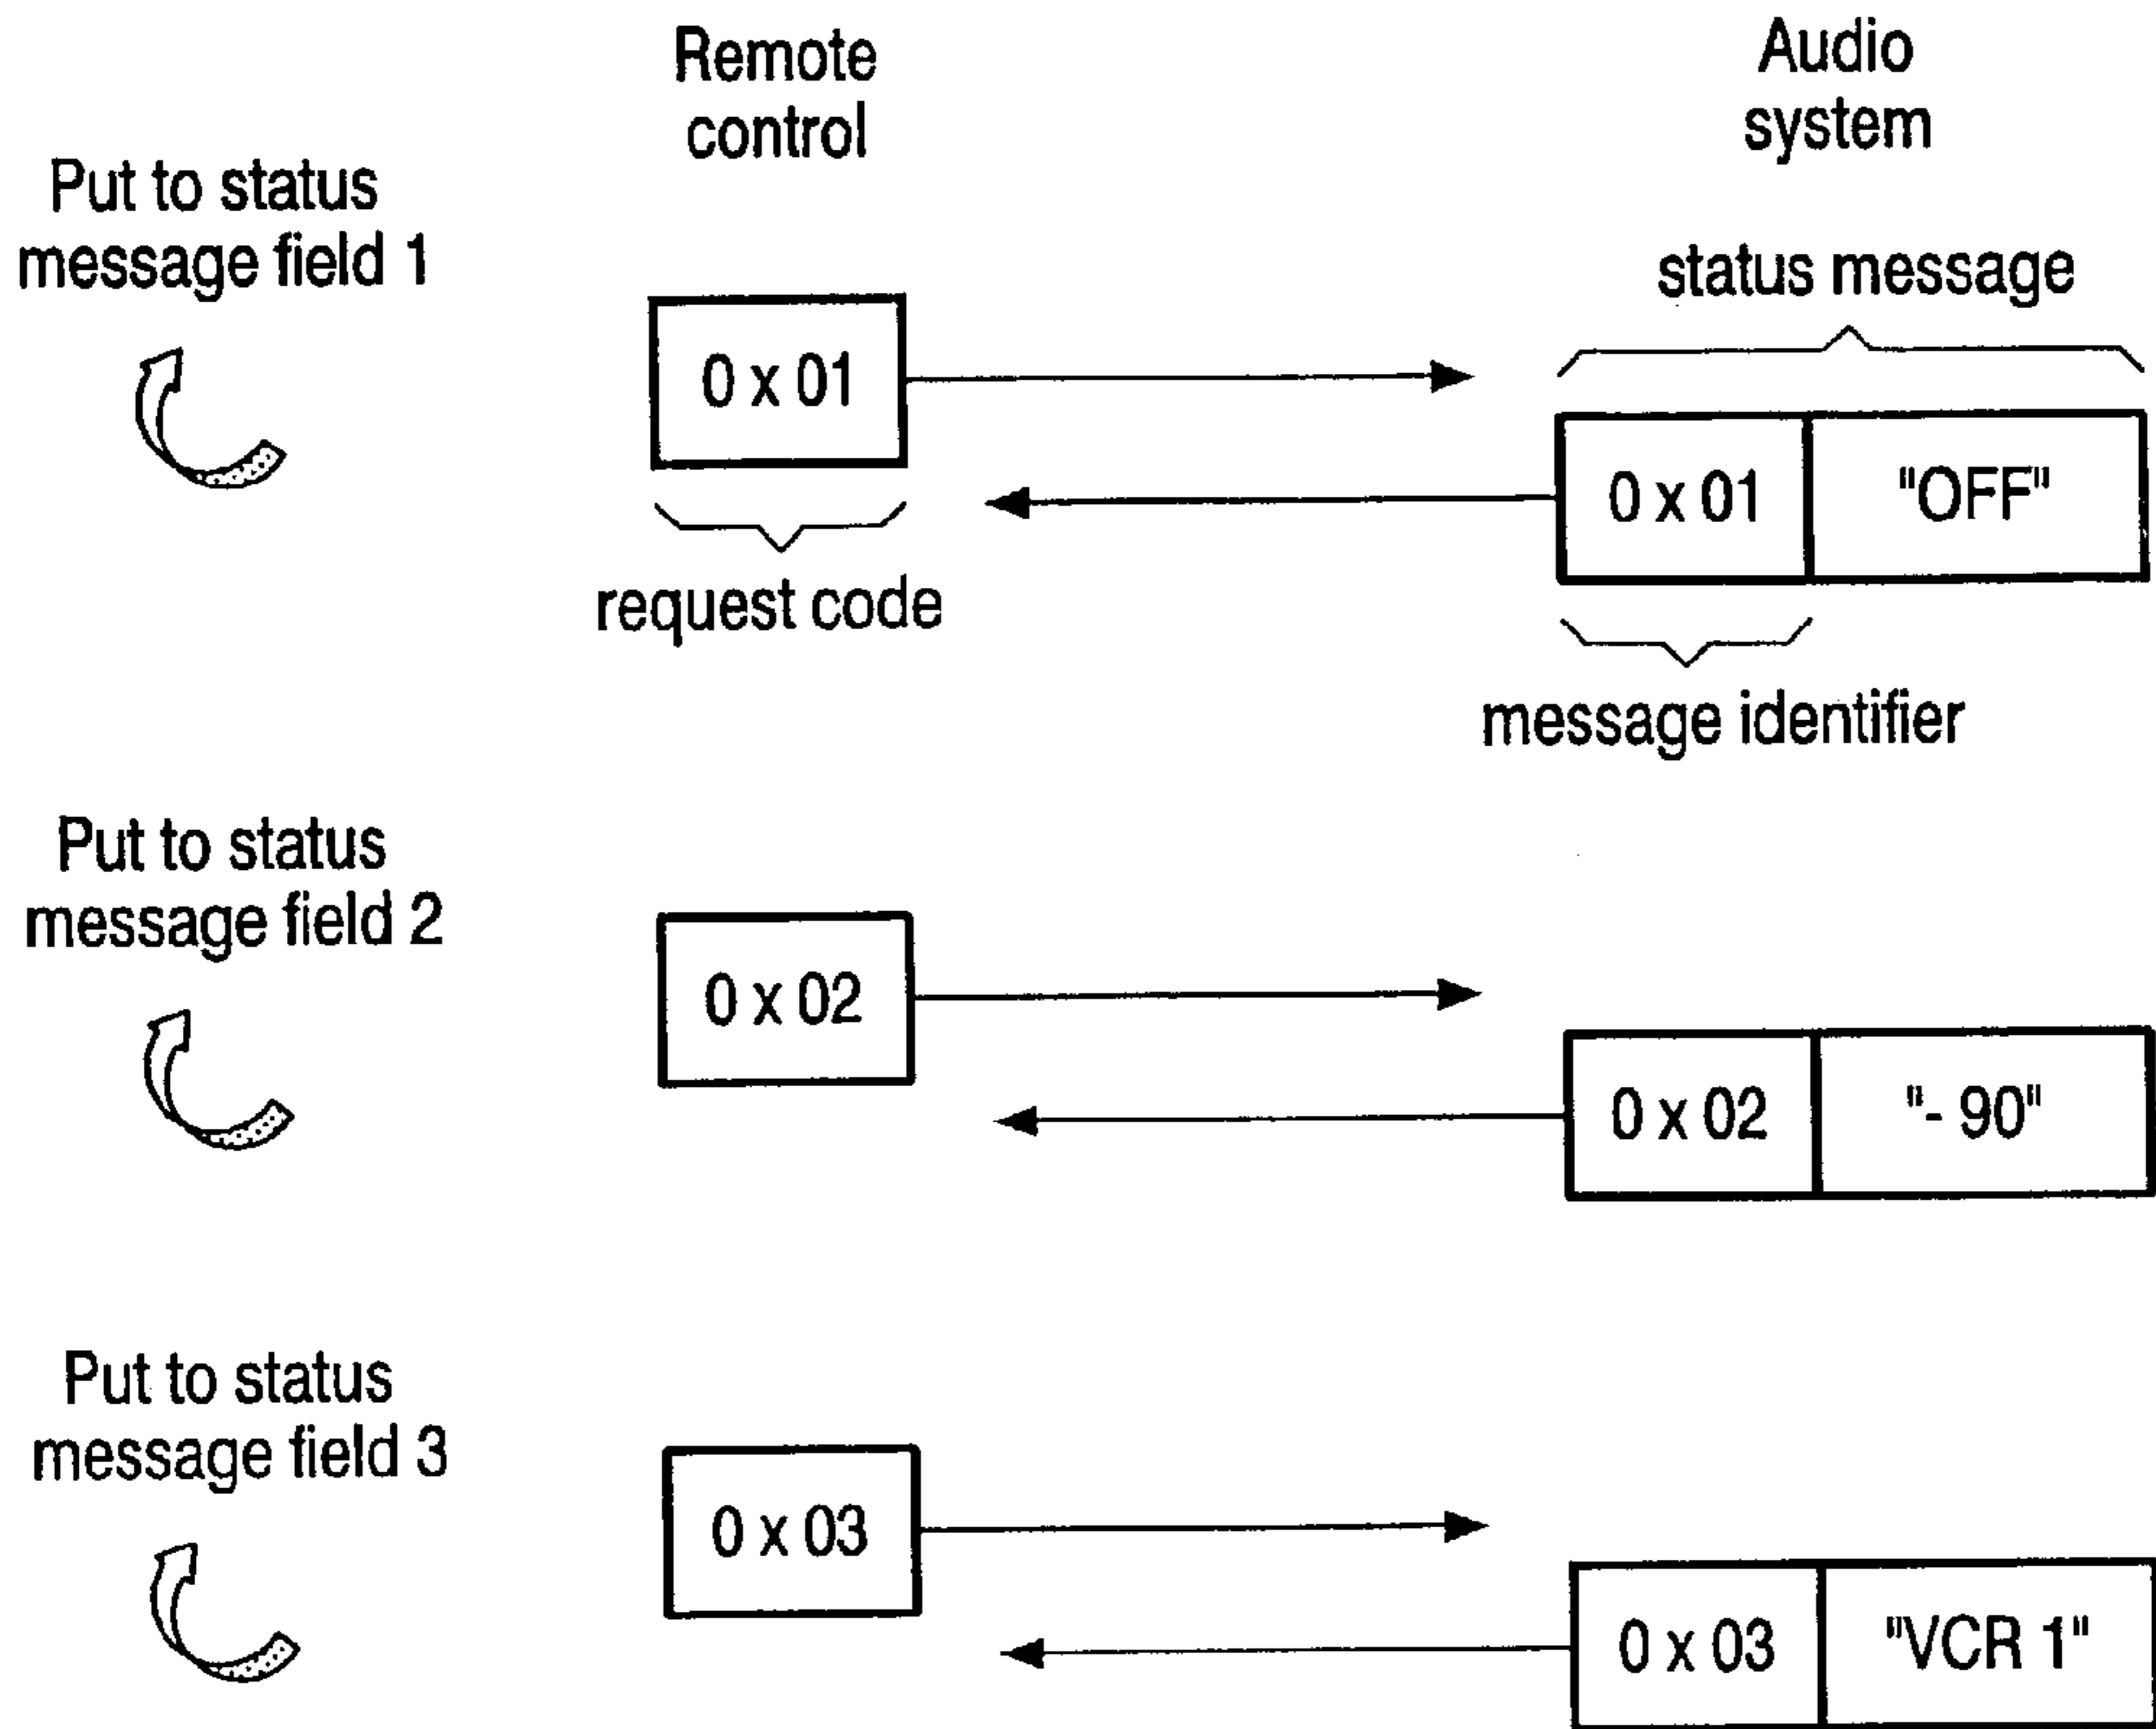 Remote
control
Audio
system
Put to status
message field 1
status message
0 x 01
0 x 01
"OFF"
request code
message identifier
Put to status
message field 2
0 x 02
0 x 02
"- 90"
Put to status
message field 3
0 x 03
0 x 03
"VCR 1"